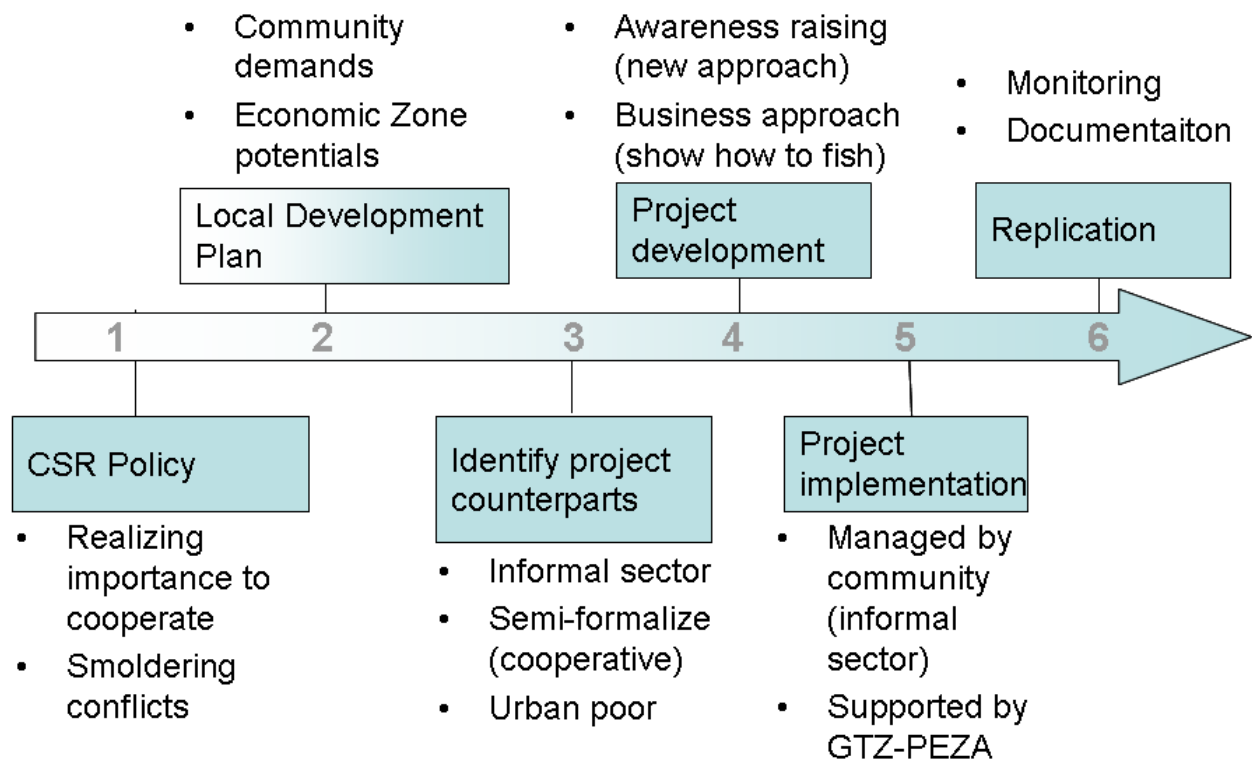 • Community
demands
• Economic Zone
potentials
Local Development
Plan
• Awareness raising
(new approach)
• Business approach
(show how to fish)
Project
development
• Monitoring
• Documentaiton
Replication
1 2 3 4 5 6
CSR Policy
• Realizing
importance to
cooperate
• Smoldering
conflicts
Identify project
counterparts
• Informal sector
• Semi-formalize
(cooperative)
• Urban poor
Project
implementation
• Managed by
community
(informal
sector)
• Supported by
GTZ-PEZA